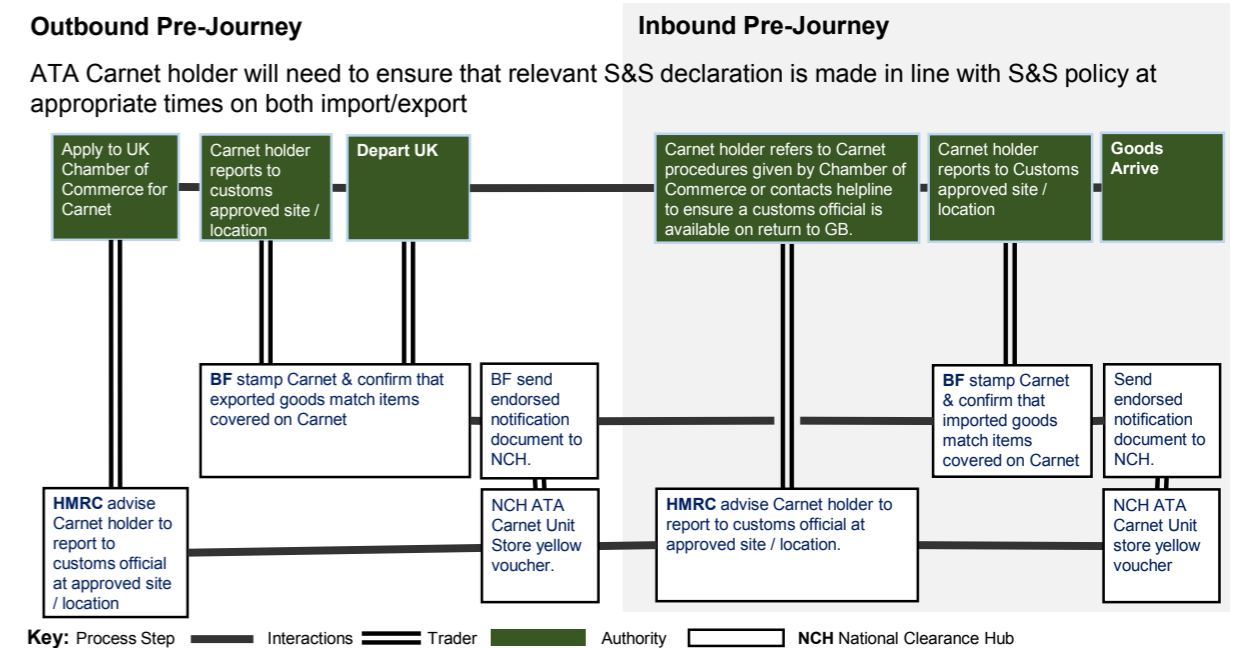 Outbound Pre-Journey
Inbound Pre-Journey
ATA Carnet holder will need to ensure that relevant S&S declaration is made in line with S&S policy at
appropriate times on both import/export
Apply to UK
Chamber of
Commerce for
Carnet
Carnet holder
reports to
customs
approved site /
location
Depart UK
Carnet holder refers to Carnet
procedures given by Chamber of
Commerce or contacts helpline
to ensure a customs official is
available on return to GB.
Carnet holder
reports to Customs
approved site /
location
Goods
Arrive
BF stamp Carnet & confirm that
exported goods match items
covered on Carnet
BF send
endorsed
notification
document to
NCH.
BF stamp Carnet
& confirm that
imported goods
match items
covered on Carnet
Send
endorsed
notification
document to
NCH.
HMRC advise
Carnet holder to
report to
customs official
at approved site
/ location
NCH ATA
Carnet Unit
Store yellow
voucher.
HMRC advise Carnet holder to
report to customs official at
approved site / location.
NCH ATA
Carnet Unit
store yellow
voucher
Key: Process Step Interactions Trader Authority NCH National Clearance Hub